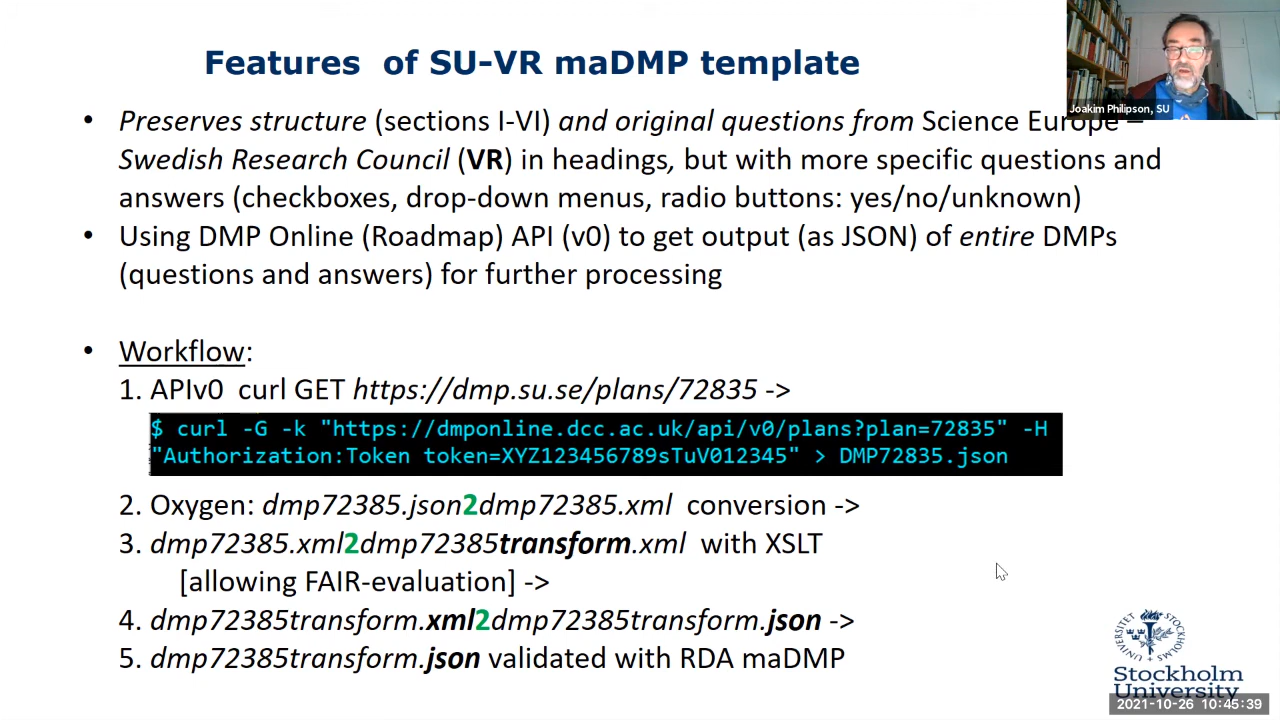 Features of SU-VR maDMP template
Joakim Philipson, SU
• Preserves structure (sections I-VI) and original questions from Science Europe –
Swedish Research Council (VR) in headings, but with more specific questions and
answers (checkboxes, drop-down menus, radio buttons: yes/no/unknown)
• Using DMP Online (Roadmap) API (v0) to get output (as JSON) of entire DMPs
(questions and answers) for further processing
• Workflow:
1. APIv0 curl GET https://dmp.su.se/plans/72835 ->
$ curl -G -k "https://dmponline.dcc.ac.uk/api/v0/plans?plan=72835" -H
"Authorization:Token token=XYZ123456789sTuV012345" > DMP72835.json
2. Oxygen: dmp72385.json2dmp72385.xml conversion ->
3. dmp72385.xml2dmp72385transform.xml with XSLT
[allowing FAIR-evaluation] ->
4. dmp72385transform.xml2dmp72385transform.json ->
5. dmp72385transform.json validated with RDA maDMP
STOCKHOLMS UNIVERSITET
Stockholm
University
2021-10-26 10:45:39